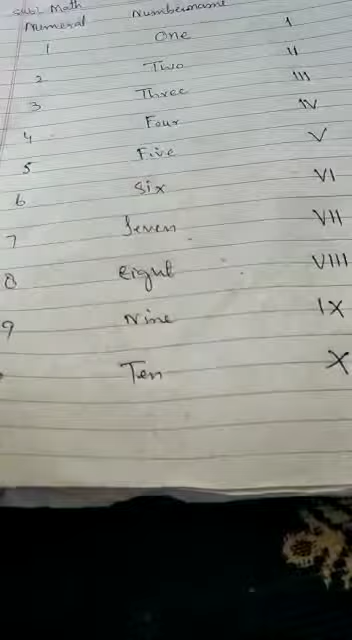 Sub: Math
Numeral Numbername
1 One I
2 Two II
3 Three III
4 Four IV
5 Five V
6 Six VI
7 Seven VII
8 eight VIII
9 Nine IX
Ten X